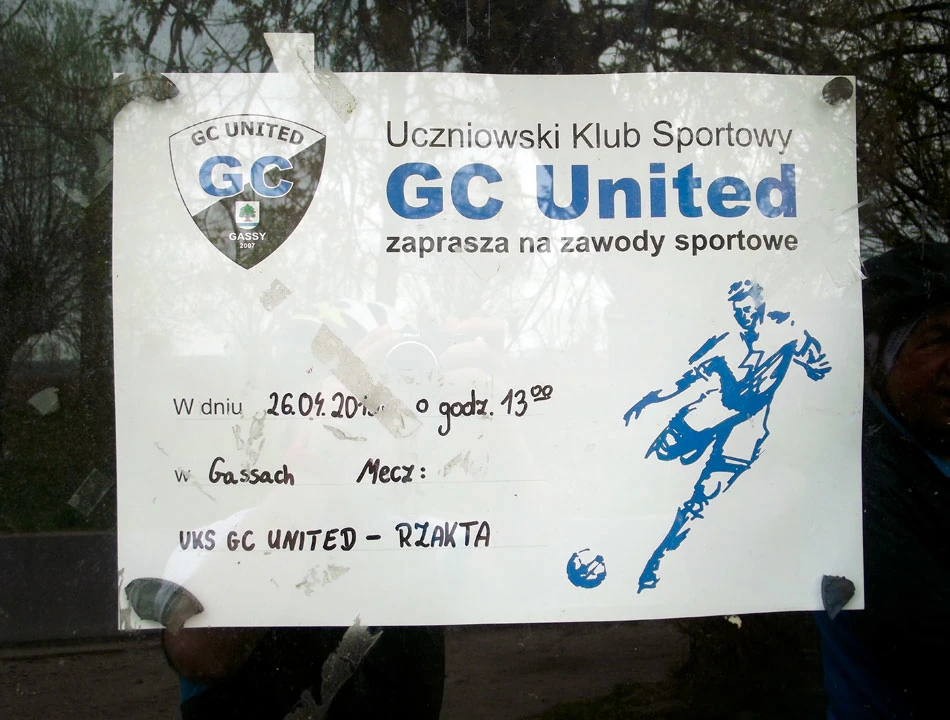 GC UNITED
GC
GASSY
2007
Uczniowski Klub Sportowy
GC United
zaprasza na zawody sportowe
W dniu 26.04. o godz. 13⁰⁰
w Gassach Mecz:
UKS GC UNITED - RZAKTA